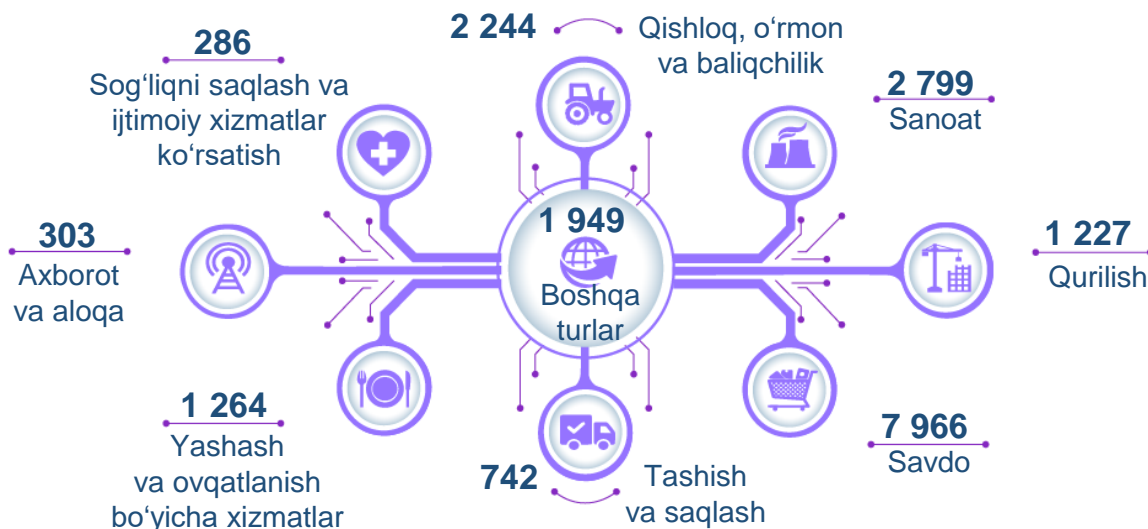 2 244
Qishloq, o‘rmon
va baliqchilik
286
Sog‘liqni saqlash va
ijtimoiy xizmatlar
ko‘rsatish
2 799
Sanoat
1 949
Boshqa
turlar
303
Axborot
va aloqa
1 227
Qurilish
1 264
Yashash
va ovqatlanish
bo‘yicha xizmatlar
742
Tashish
va saqlash
7 966
Savdo